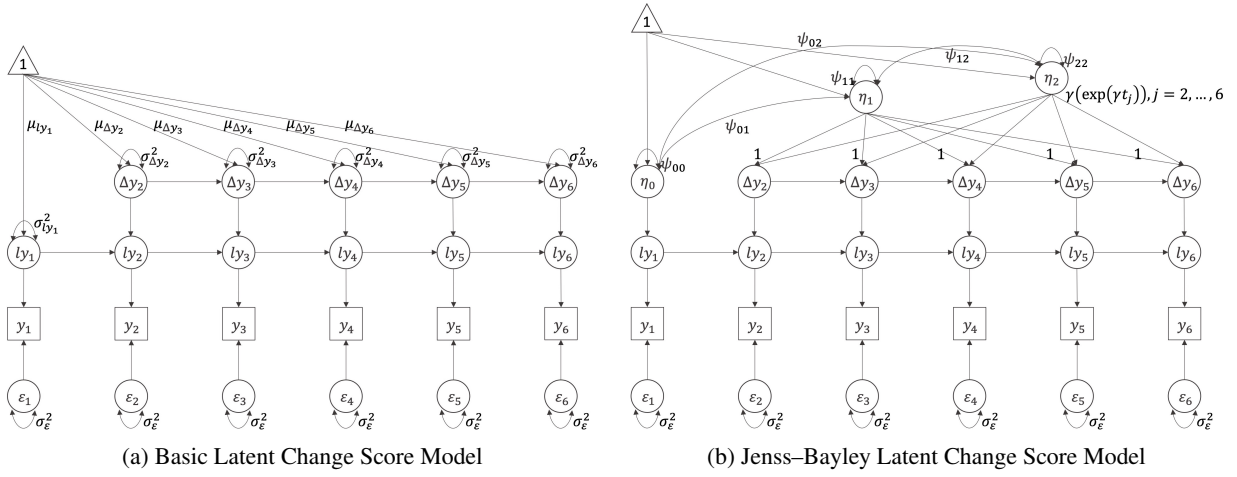 1
μ_{ly_1} μ_{Δy_2} μ_{Δy_3} μ_{Δy_4} μ_{Δy_5} μ_{Δy_6}
σ²_{Δy_2} σ²_{Δy_3} σ²_{Δy_4} σ²_{Δy_5} σ²_{Δy_6}
Δy_2 Δy_3 Δy_4 Δy_5 Δy_6
σ²_{ly_1}
ly_1 ly_2 ly_3 ly_4 ly_5 ly_6
y_1 y_2 y_3 y_4 y_5 y_6
ε_1 ε_2 ε_3 ε_4 ε_5 ε_6
σ²_ε σ²_ε σ²_ε σ²_ε σ²_ε σ²_ε
(a) Basic Latent Change Score Model
1
ψ_{02}
ψ_{12} ψ_{22}
ψ_{11} η_2
η_1 γ(exp(γt_j)), j = 2, …, 6
ψ_{01}
1 1 1 1 1
ψ_{00}
η_0 Δy_2 Δy_3 Δy_4 Δy_5 Δy_6
ly_1 ly_2 ly_3 ly_4 ly_5 ly_6
y_1 y_2 y_3 y_4 y_5 y_6
ε_1 ε_2 ε_3 ε_4 ε_5 ε_6
σ²_ε σ²_ε σ²_ε σ²_ε σ²_ε σ²_ε
(b) Jenss–Bayley Latent Change Score Model